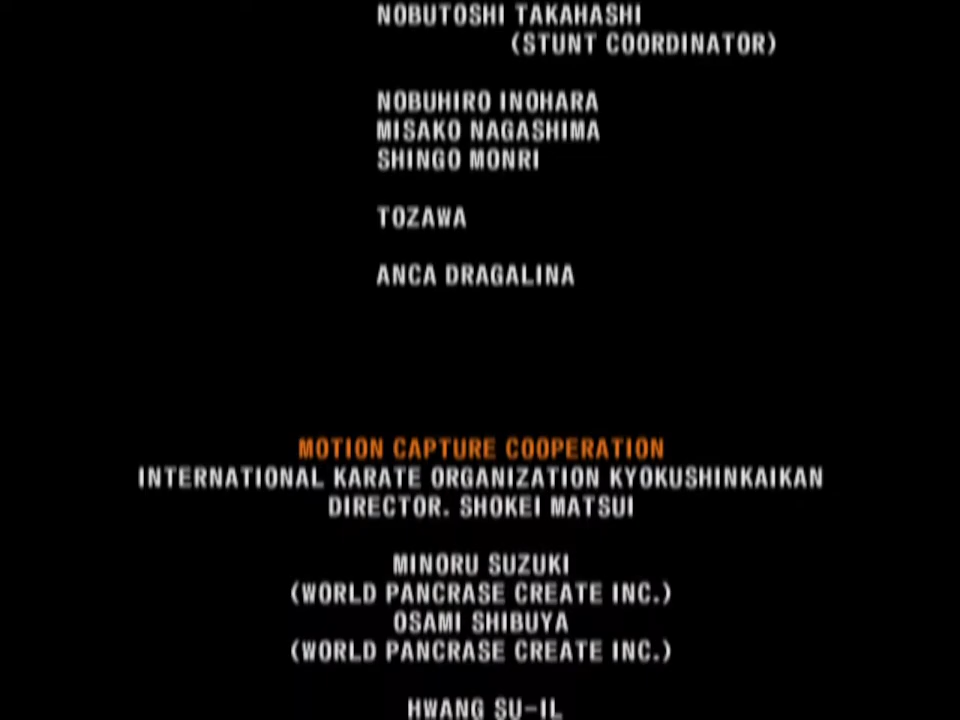 NOBUTOSHI TAKAHASHI
(STUNT COORDINATOR)
NOBUHIRO INOHARA
MISAKO NAGASHIMA
SHINGO MONRI
TOZAWA
ANCA DRAGALINA
MOTION CAPTURE COOPERATION
INTERNATIONAL KARATE ORGANIZATION KYOKUSHINKAIKAN
DIRECTOR. SHOKEI MATSUI
MINORU SUZUKI
(WORLD PANCRASE CREATE INC.)
OSAMI SHIBUYA
(WORLD PANCRASE CREATE INC.)
HWANG SU-IL